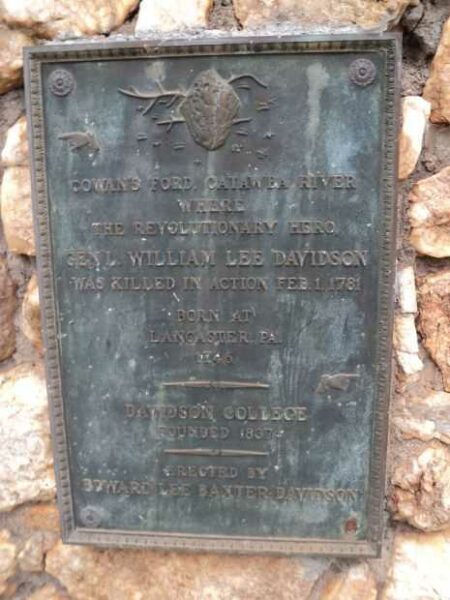 COWAN'S FORD, CATAWBA RIVER
WHERE
THE REVOLUTIONARY HERO,
GENL. WILLIAM LEE DAVIDSON
WAS KILLED IN ACTION FEB. 1, 1781
BORN AT
LANCASTER, PA.
1746
DAVIDSON COLLEGE
FOUNDED 1837
ERECTED BY
EDWARD LEE BAXTER DAVIDSON